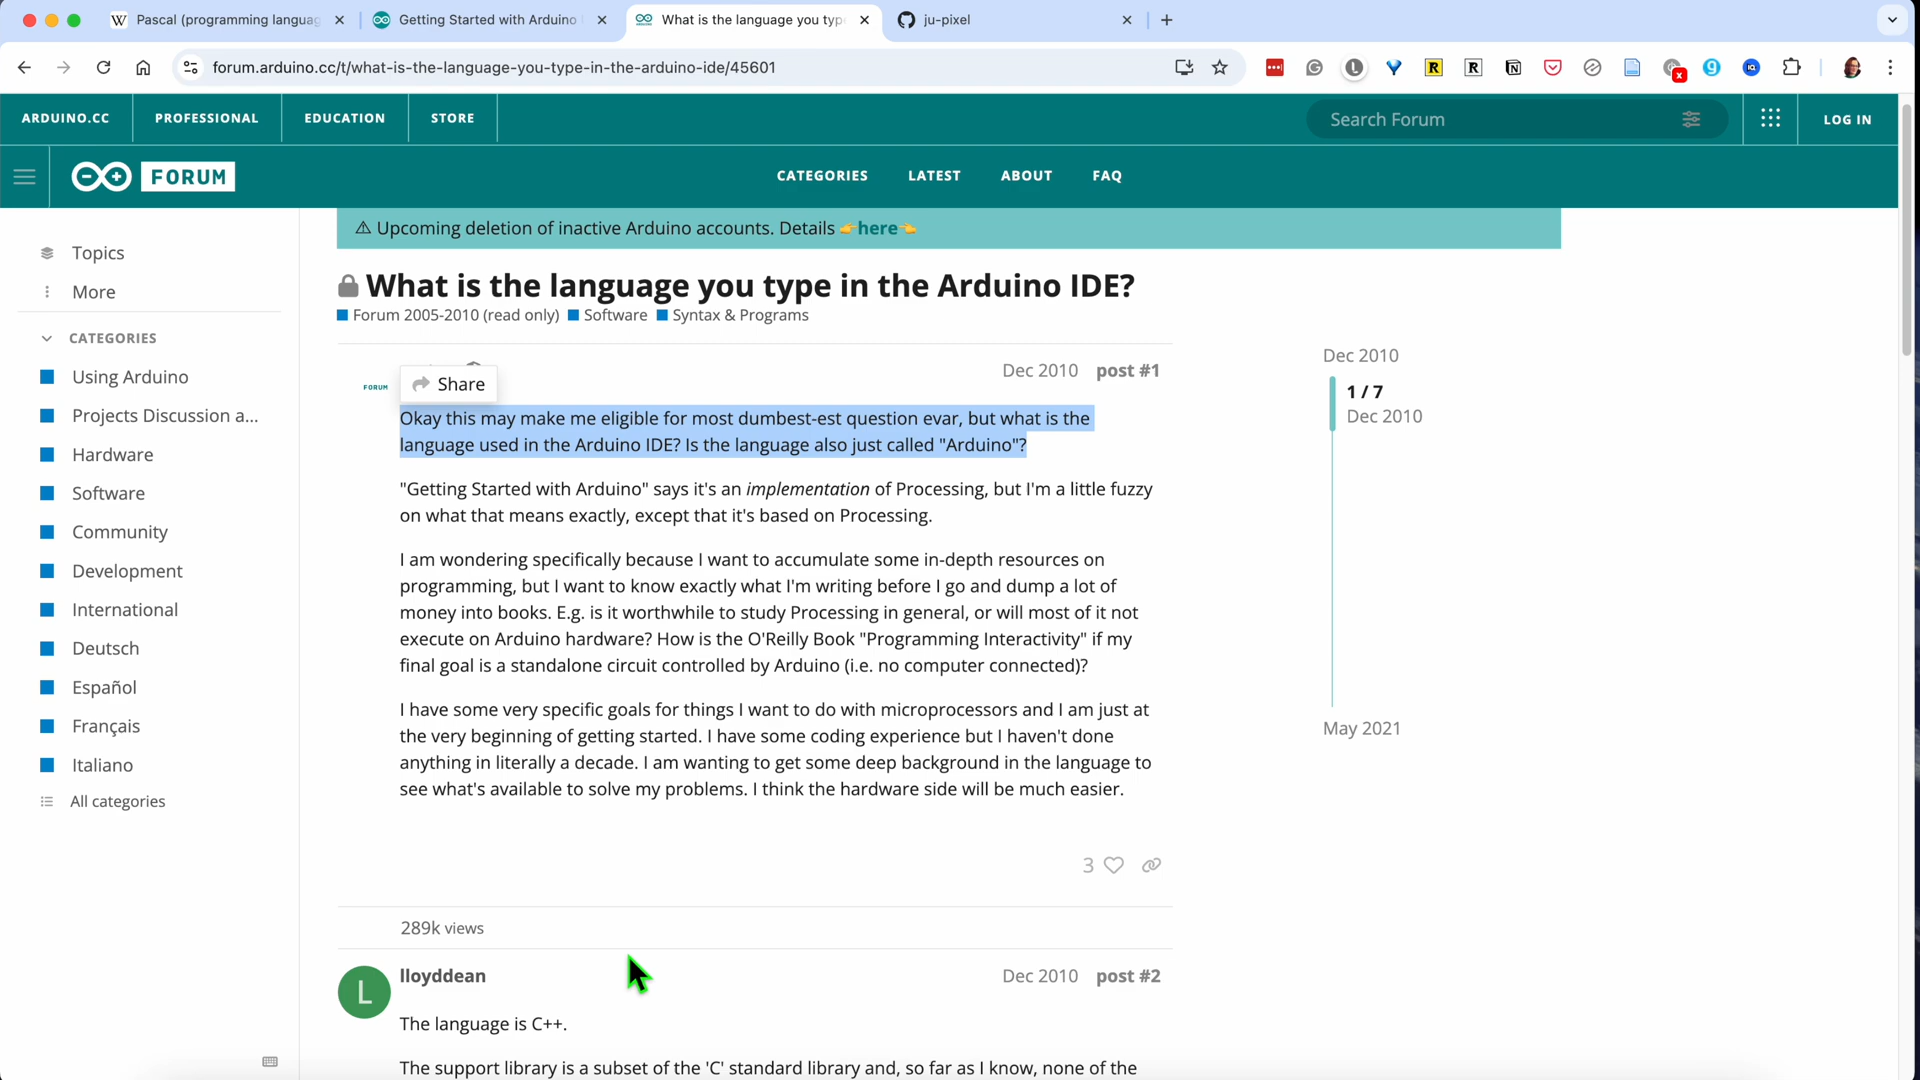 Pascal (programming languag
Getting Started with Arduino
What is the language you typ
ju-pixel
forum.arduino.cc/t/what-is-the-language-you-type-in-the-arduino-ide/45601
ARDUINO.CC
PROFESSIONAL
EDUCATION
STORE
Search Forum
LOG IN
FORUM
CATEGORIES
LATEST
ABOUT
FAQ
⚠ Upcoming deletion of inactive Arduino accounts. Details 👉here👈
Topics
More
CATEGORIES
Using Arduino
Projects Discussion a...
Hardware
Software
Community
Development
International
Deutsch
Español
Français
Italiano
All categories
What is the language you type in the Arduino IDE?
Forum 2005-2010 (read only) Software Syntax & Programs
FORUM
Share
Dec 2010 post #1
Okay this may make me eligible for most dumbest-est question evar, but what is the
language used in the Arduino IDE? Is the language also just called "Arduino"?
"Getting Started with Arduino" says it's an implementation of Processing, but I'm a little fuzzy
on what that means exactly, except that it's based on Processing.
I am wondering specifically because I want to accumulate some in-depth resources on
programming, but I want to know exactly what I'm writing before I go and dump a lot of
money into books. E.g. is it worthwhile to study Processing in general, or will most of it not
execute on Arduino hardware? How is the O'Reilly Book "Programming Interactivity" if my
final goal is a standalone circuit controlled by Arduino (i.e. no computer connected)?
I have some very specific goals for things I want to do with microprocessors and I am just at
the very beginning of getting started. I have some coding experience but I haven't done
anything in literally a decade. I am wanting to get some deep background in the language to
see what's available to solve my problems. I think the hardware side will be much easier.
3
289k views
L
lloyddean
Dec 2010 post #2
The language is C++.
The support library is a subset of the 'C' standard library and, so far as I know, none of the
Dec 2010
1 / 7
Dec 2010
May 2021